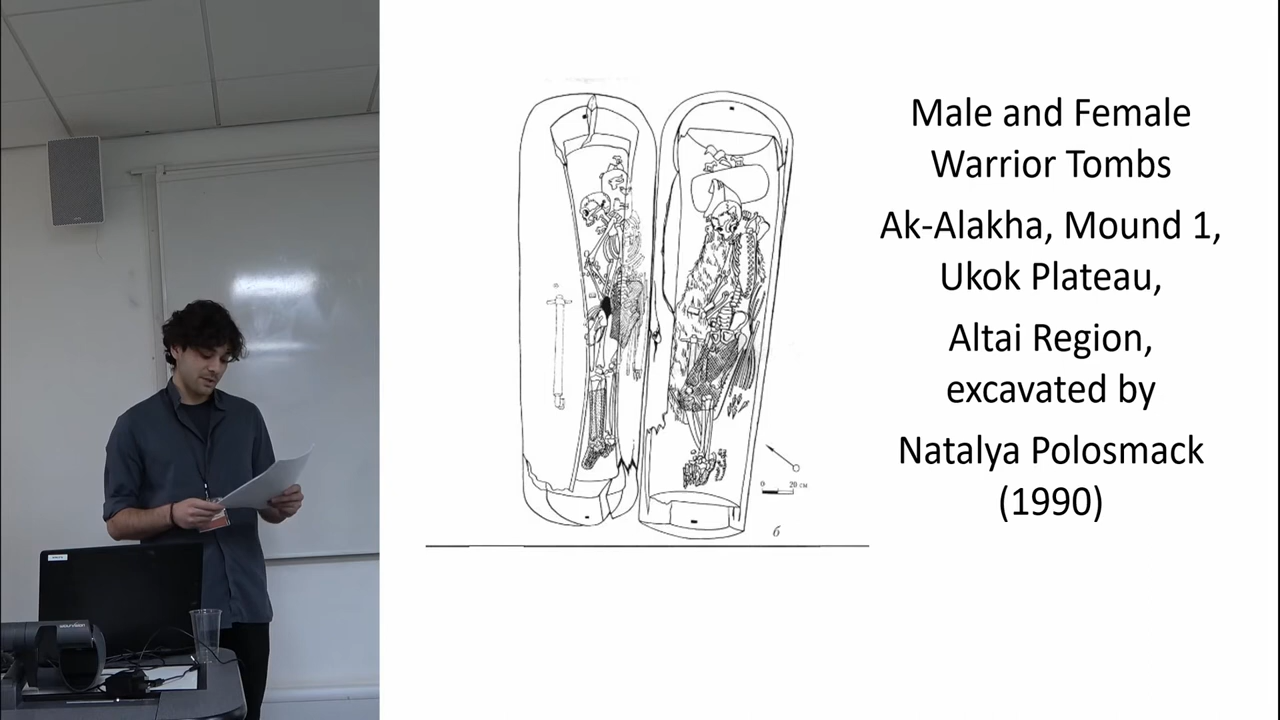 Male and Female
Warrior Tombs
Ak-Alakha, Mound 1,
Ukok Plateau,
Altai Region,
excavated by
Natalya Polosmack
(1990)
0 20 см
б